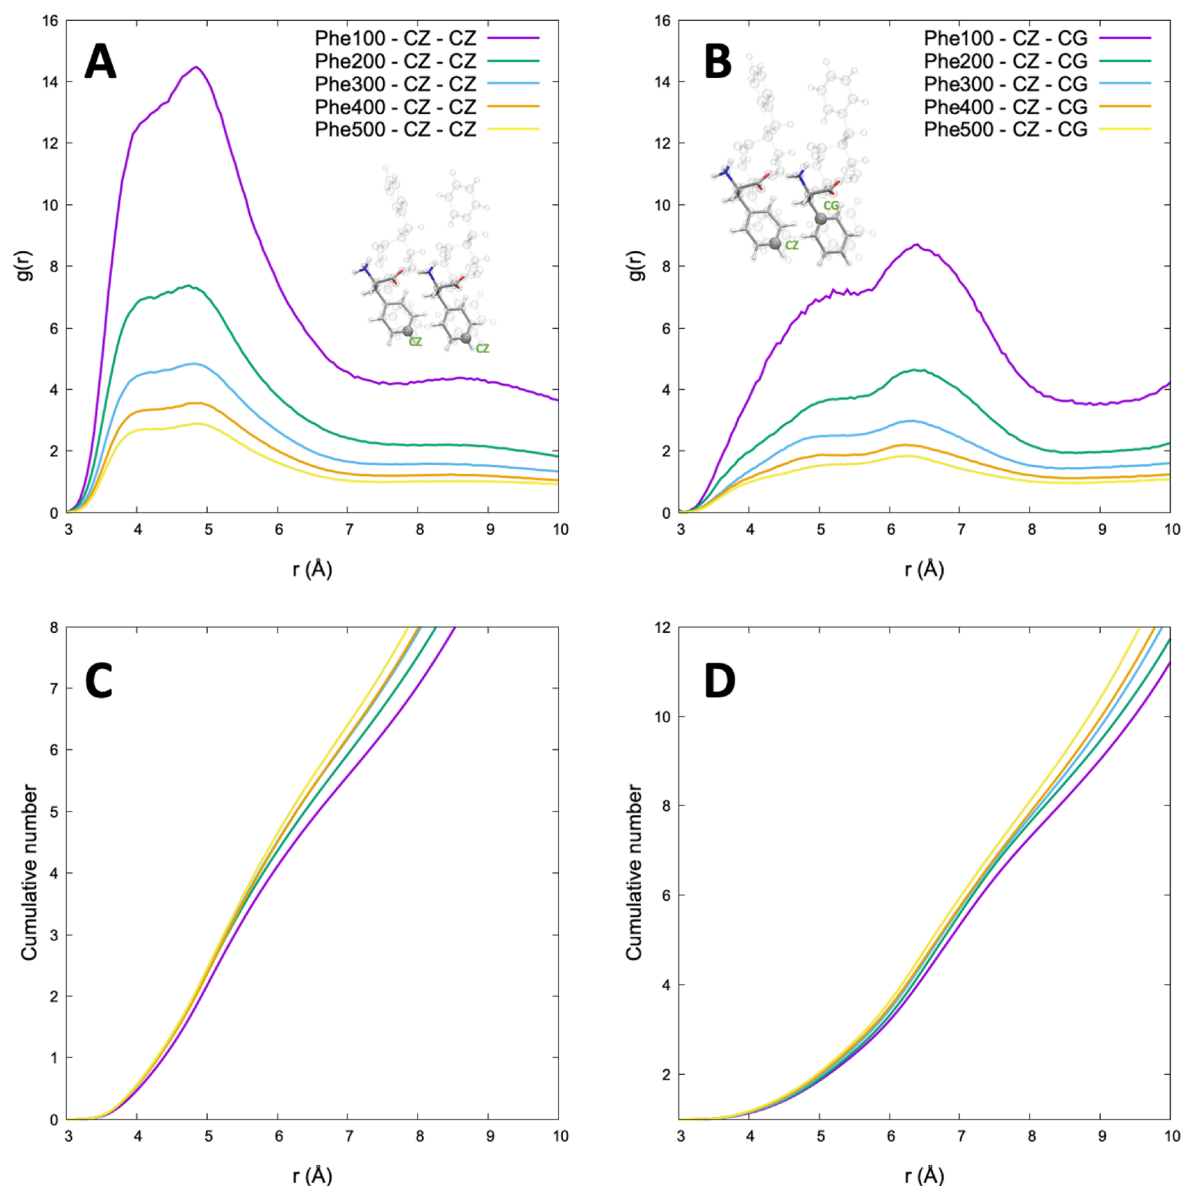 A
Phe100 - CZ - CZ
Phe200 - CZ - CZ
Phe300 - CZ - CZ
Phe400 - CZ - CZ
Phe500 - CZ - CZ
16
14
12
10
8
6
4
2
0
g(r)
CZ
CZ
3 4 5 6 7 8 9 10
r (Å)
B
Phe100 - CZ - CG
Phe200 - CZ - CG
Phe300 - CZ - CG
Phe400 - CZ - CG
Phe500 - CZ - CG
16
14
12
10
8
6
4
2
0
g(r)
CG
CZ
3 4 5 6 7 8 9 10
r (Å)
C
8
7
6
5
4
3
2
1
0
Cumulative number
3 4 5 6 7 8 9 10
r (Å)
D
12
10
8
6
4
2
Cumulative number
3 4 5 6 7 8 9 10
r (Å)